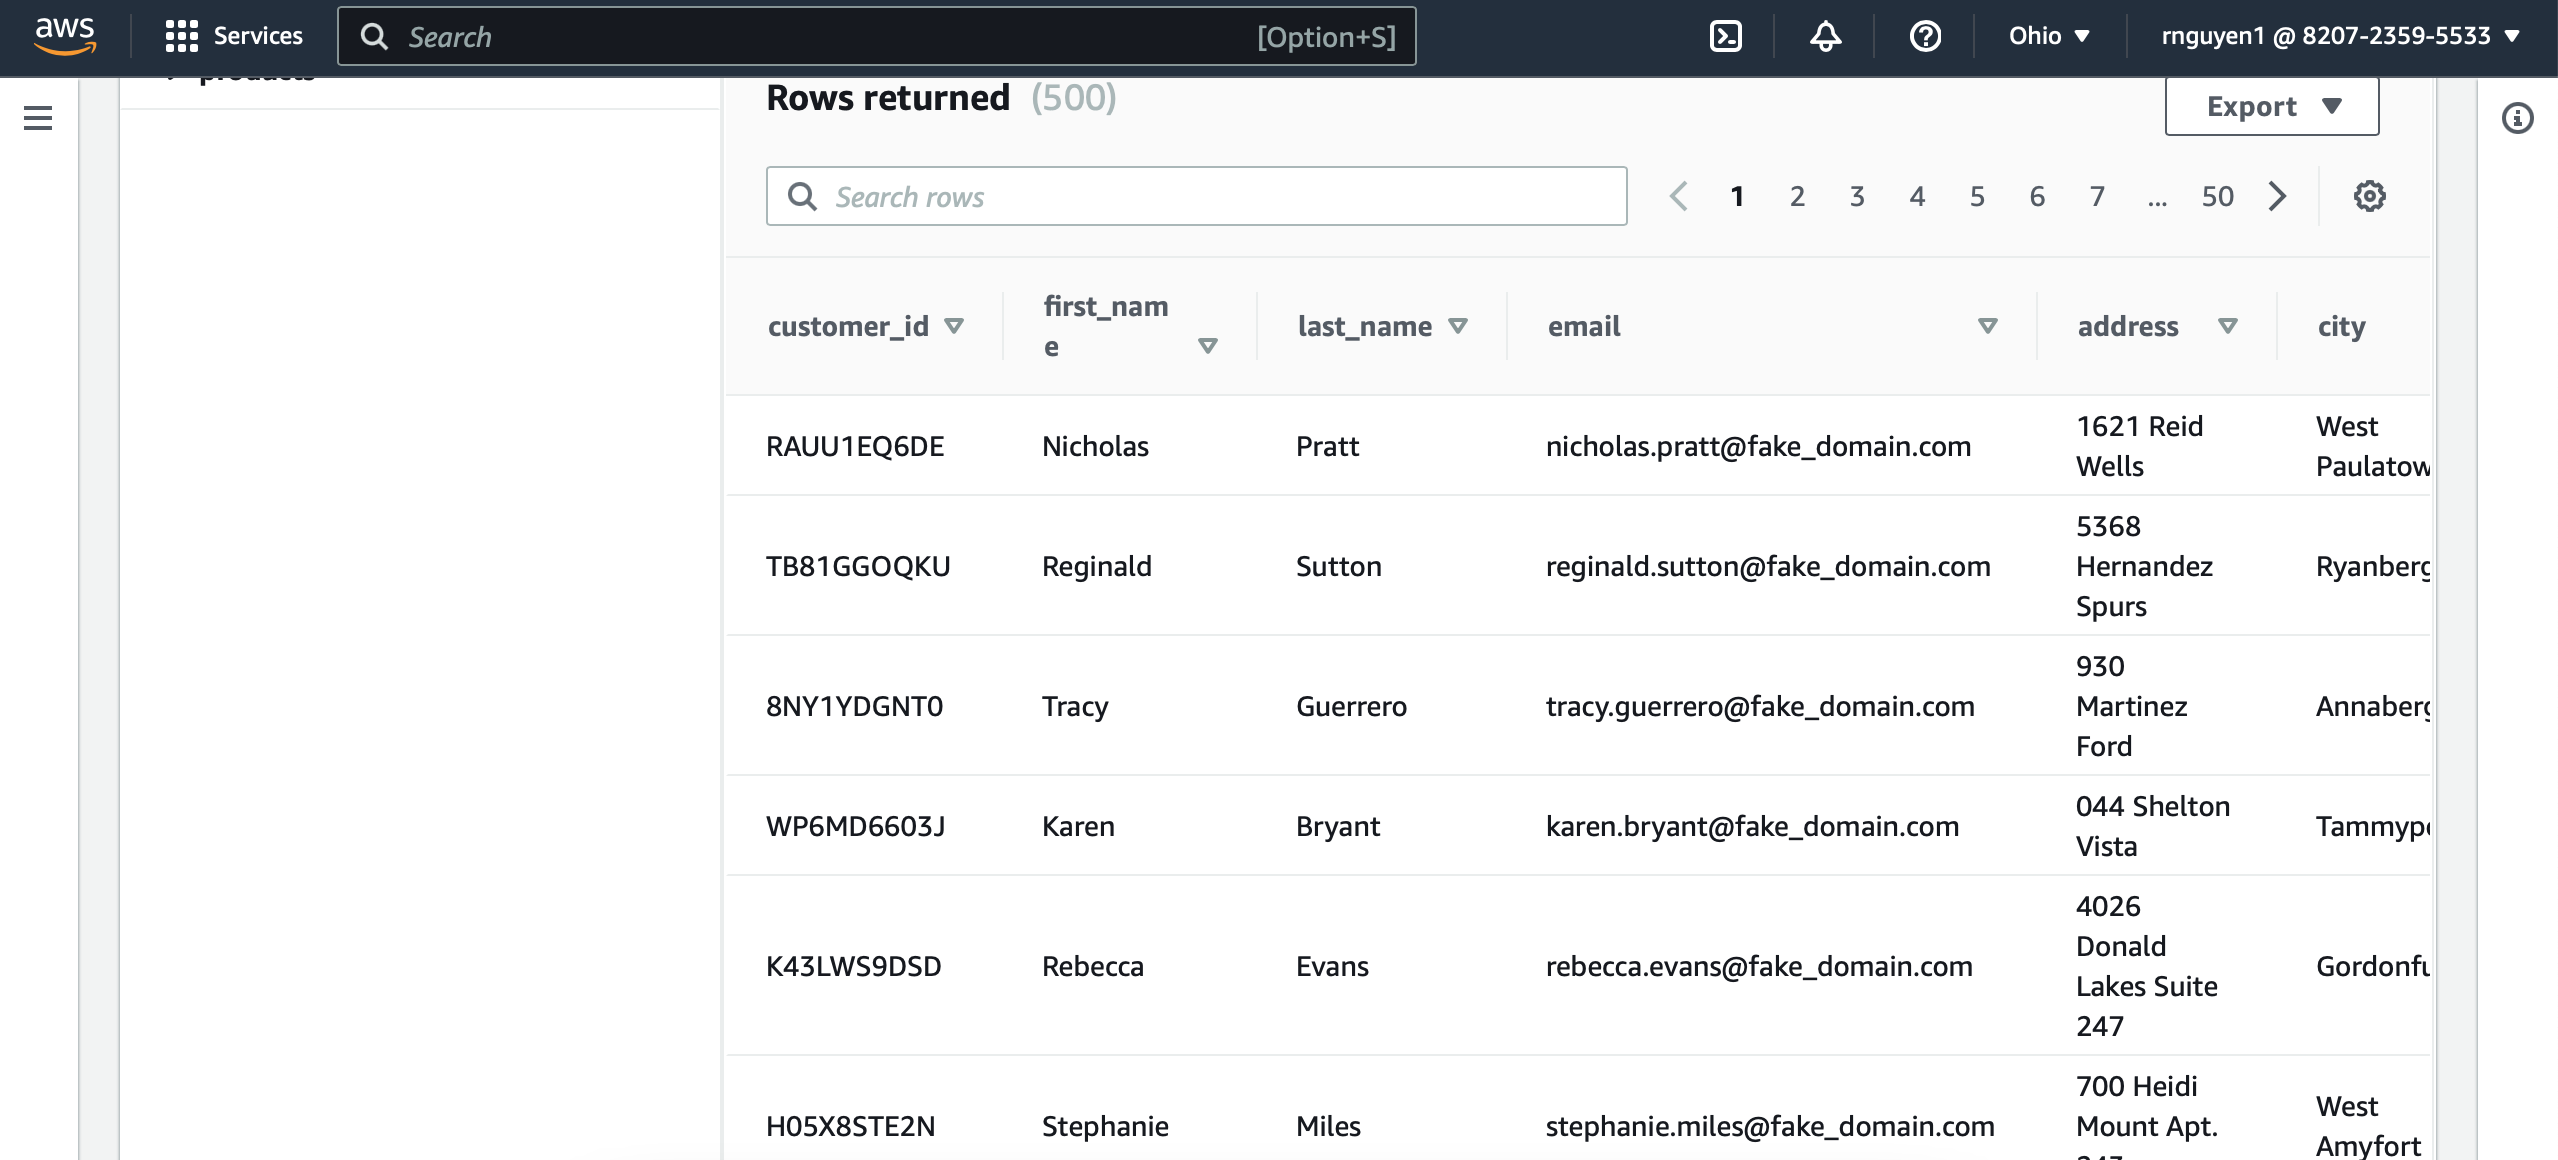 aws Services Search [Option+S] Ohio rnguyen1 @ 8207-2359-5533
products
Rows returned (500) Export
Search rows 1 2 3 4 5 6 7 ... 50
customer_id first_nam
e last_name email address city
RAUU1EQ6DE Nicholas Pratt nicholas.pratt@fake_domain.com 1621 Reid
Wells West
Paulatow
TB81GGOQKU Reginald Sutton reginald.sutton@fake_domain.com 5368
Hernandez
Spurs Ryanberg
8NY1YDGNT0 Tracy Guerrero tracy.guerrero@fake_domain.com 930
Martinez
Ford Annaberg
WP6MD6603J Karen Bryant karen.bryant@fake_domain.com 044 Shelton
Vista Tammype
K43LWS9DSD Rebecca Evans rebecca.evans@fake_domain.com 4026
Donald
Lakes Suite
247 Gordonfu
H05X8STE2N Stephanie Miles stephanie.miles@fake_domain.com 700 Heidi
Mount Apt. West
Amyfort